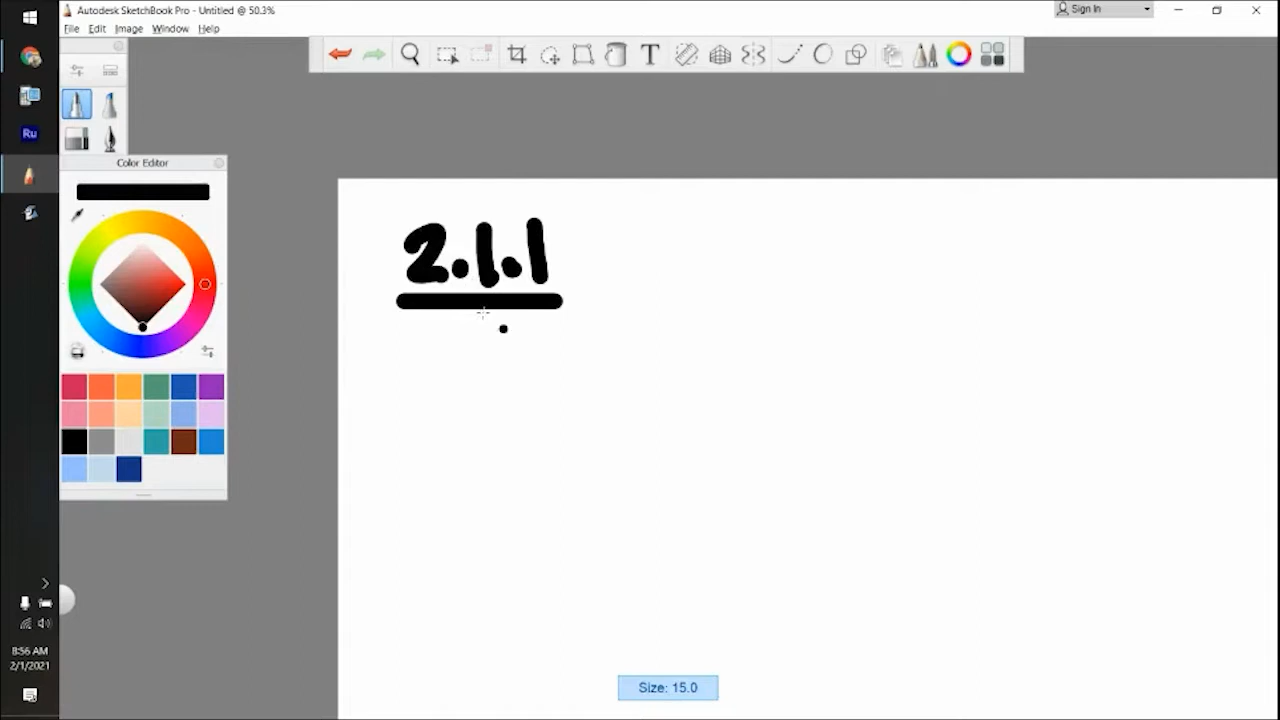 Autodesk SketchBook Pro - Untitled @ 50.3%
Sign In
File Edit Image Window Help
T
Ru
Color Editor
2.1.1
8:56 AM
2/1/2021
Size: 15.0